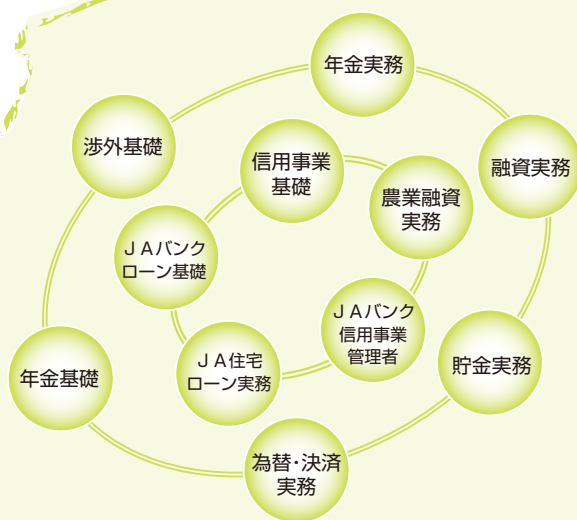 年金実務
渉外基礎
信用事業
基礎
融資実務
農業融資
実務
ＪＡバンク
ローン基礎
ＪＡバンク
信用事業
管理者
ＪＡ住宅
ローン実務
年金基礎
貯金実務
為替・決済
実務